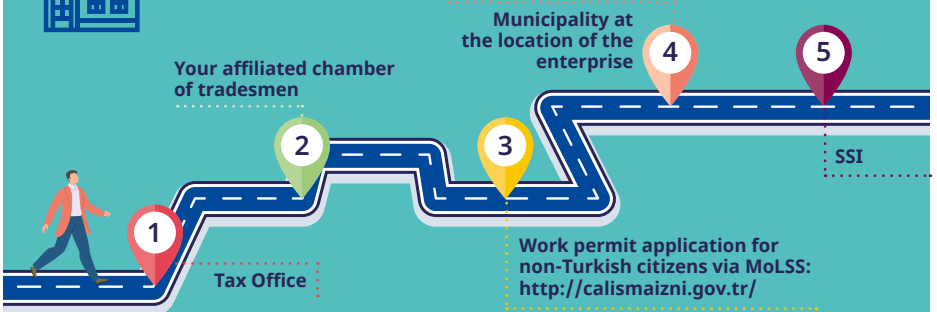 1
Tax Office
2
Your affiliated chamber
of tradesmen
3
Work permit application for
non-Turkish citizens via MoLSS:
http://calismaizni.gov.tr/
4
Municipality at
the location of the
enterprise
5
SSI